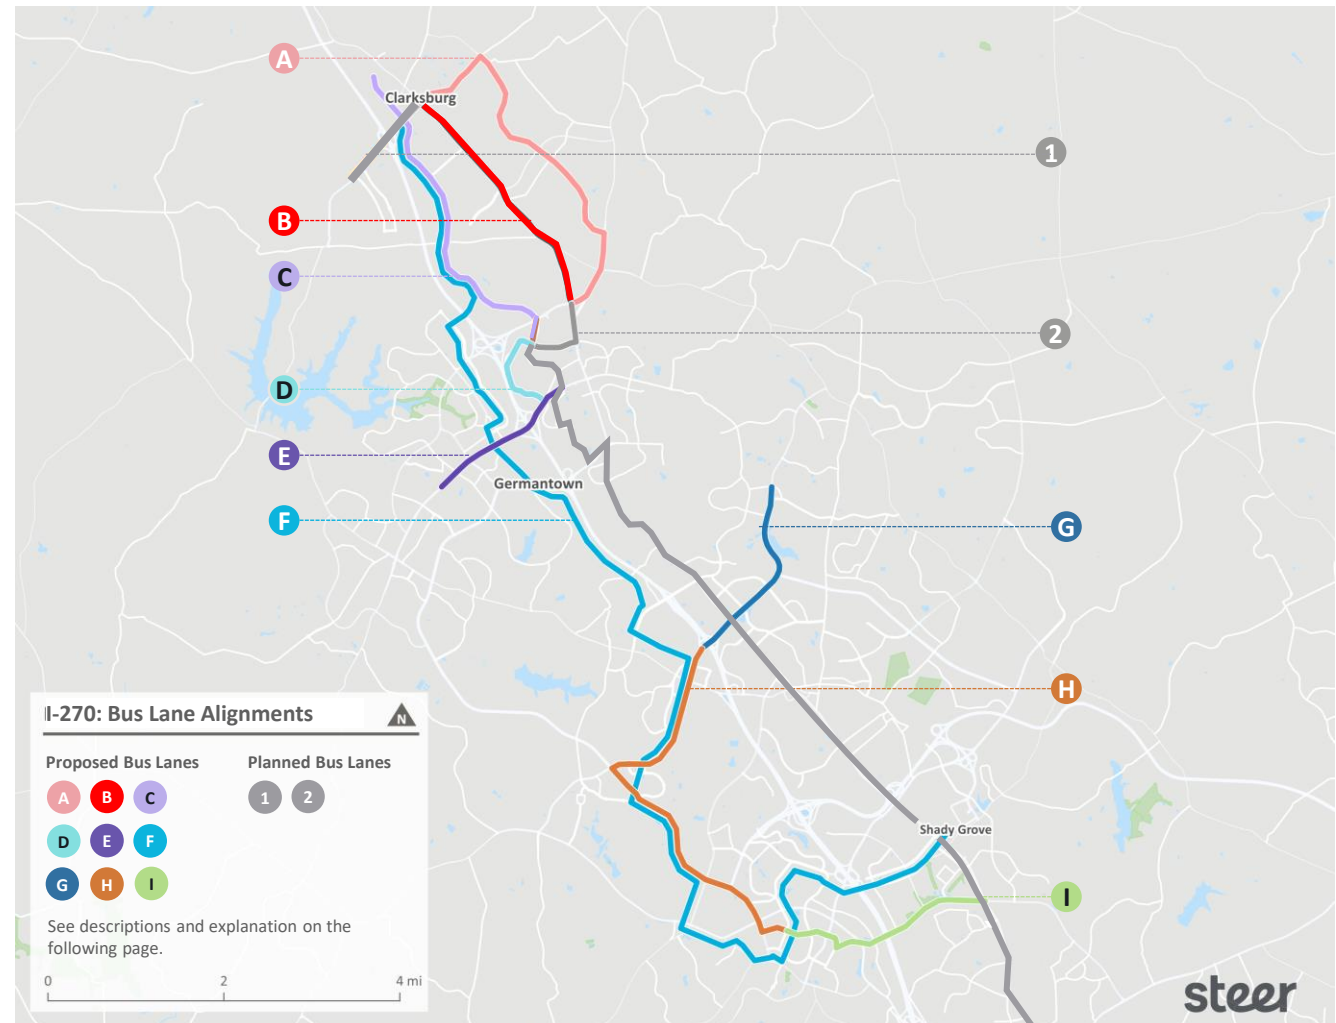 A
Clarksburg
1
B
C
2
D
E
Germantown
F
G
H
I-270: Bus Lane Alignments
N
Proposed Bus Lanes
Planned Bus Lanes
A B C
1 2
D E F
G H I
See descriptions and explanation on the
following page.
0 2 4 mi
Shady Grove
I
steer